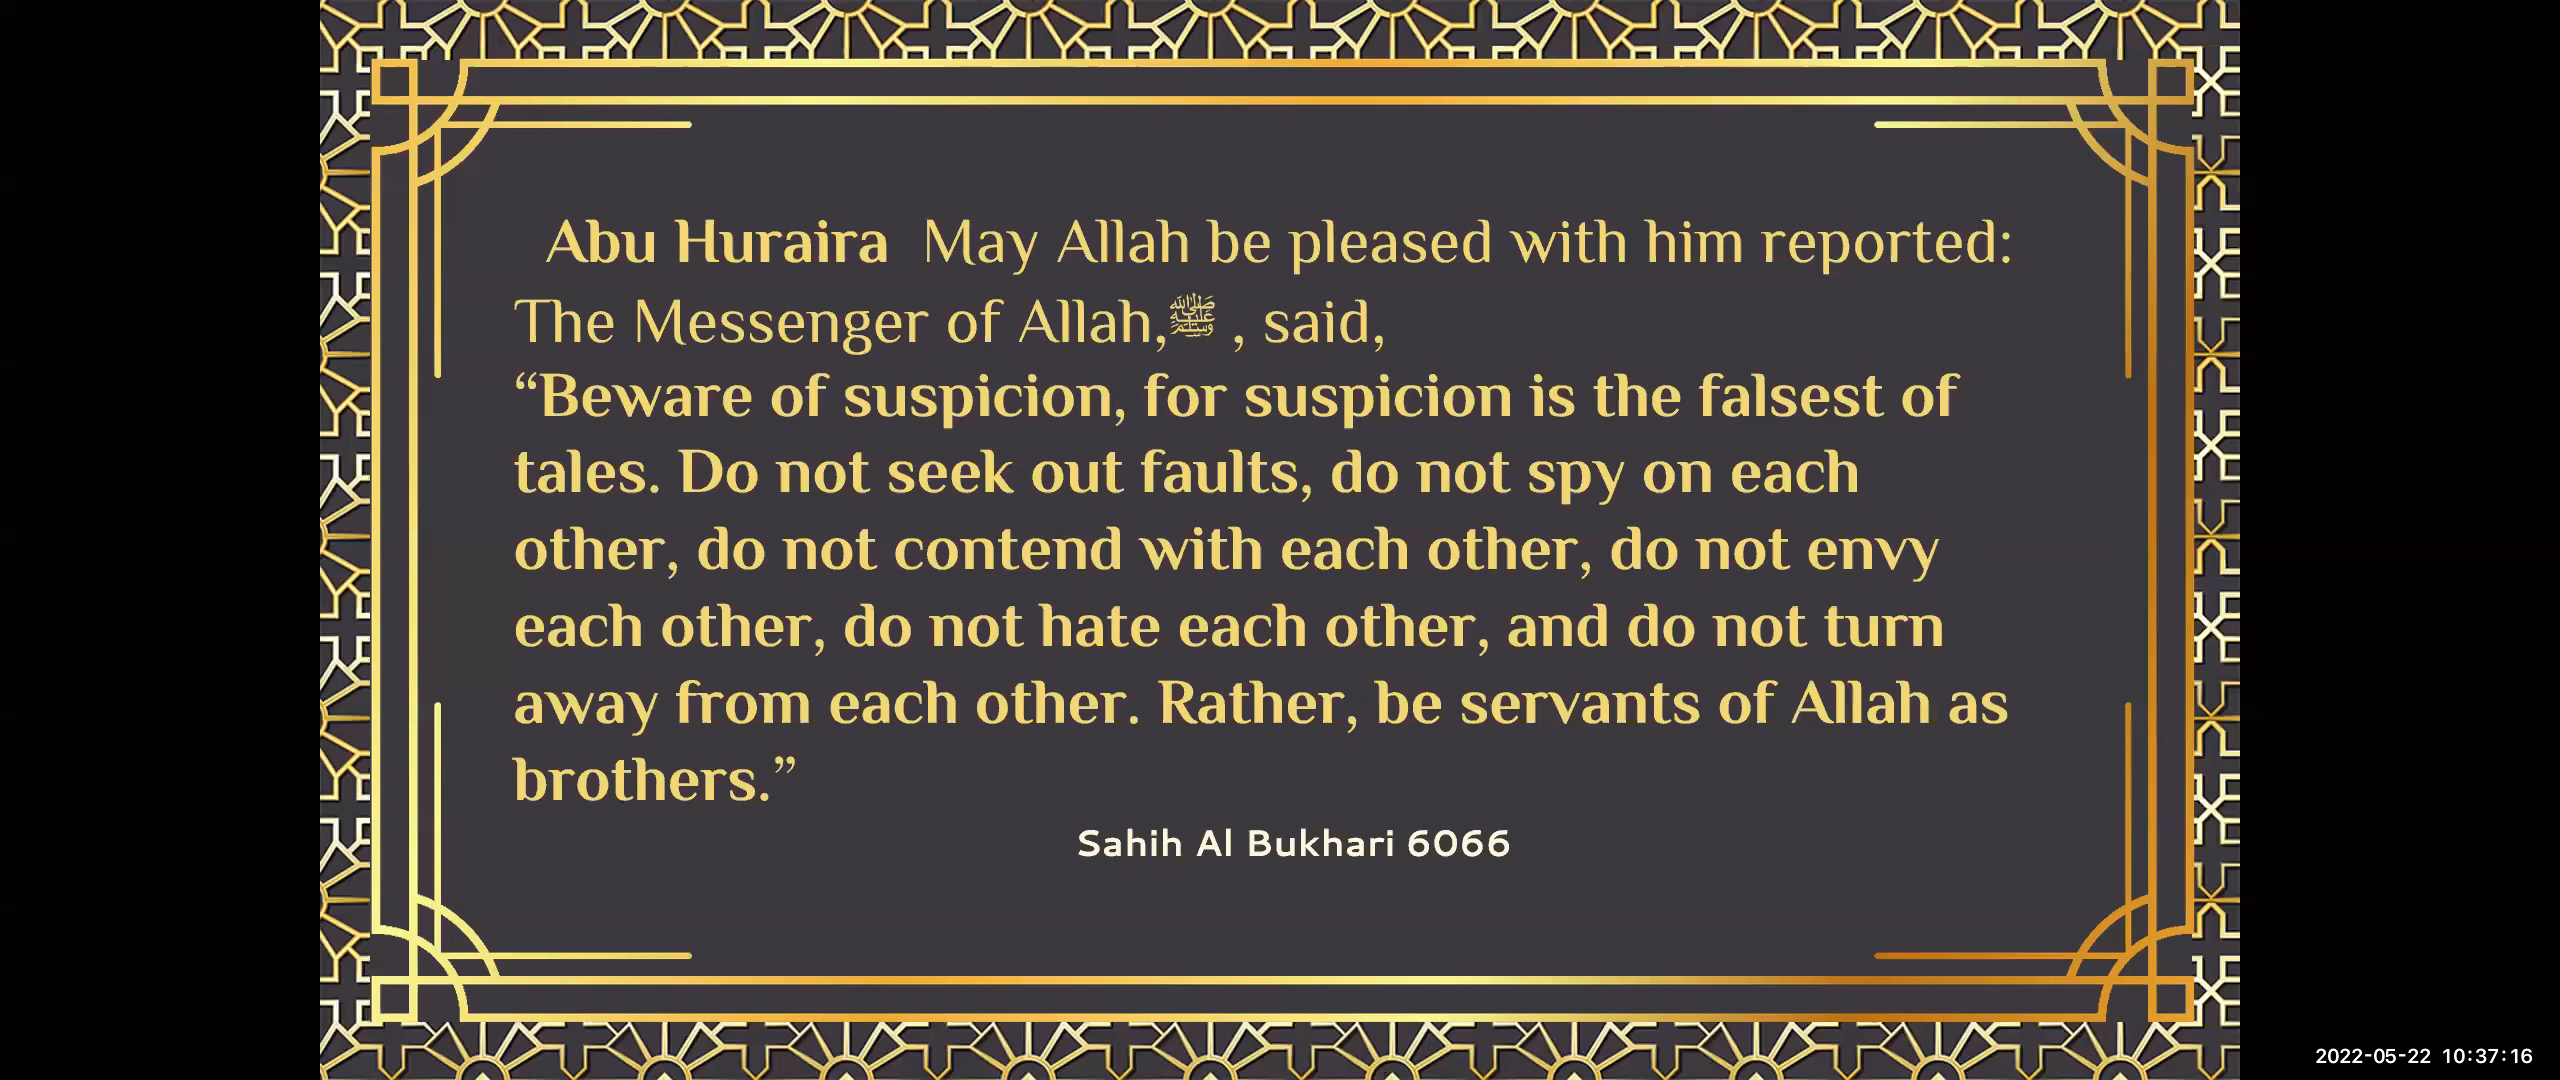 Abu Huraira May Allah be pleased with him reported:
The Messenger of Allah,ﷺ , said,
“Beware of suspicion, for suspicion is the falsest of
tales. Do not seek out faults, do not spy on each
other, do not contend with each other, do not envy
each other, do not hate each other, and do not turn
away from each other. Rather, be servants of Allah as
brothers.”
Sahih Al Bukhari 6066
2022-05-22 10:37:16